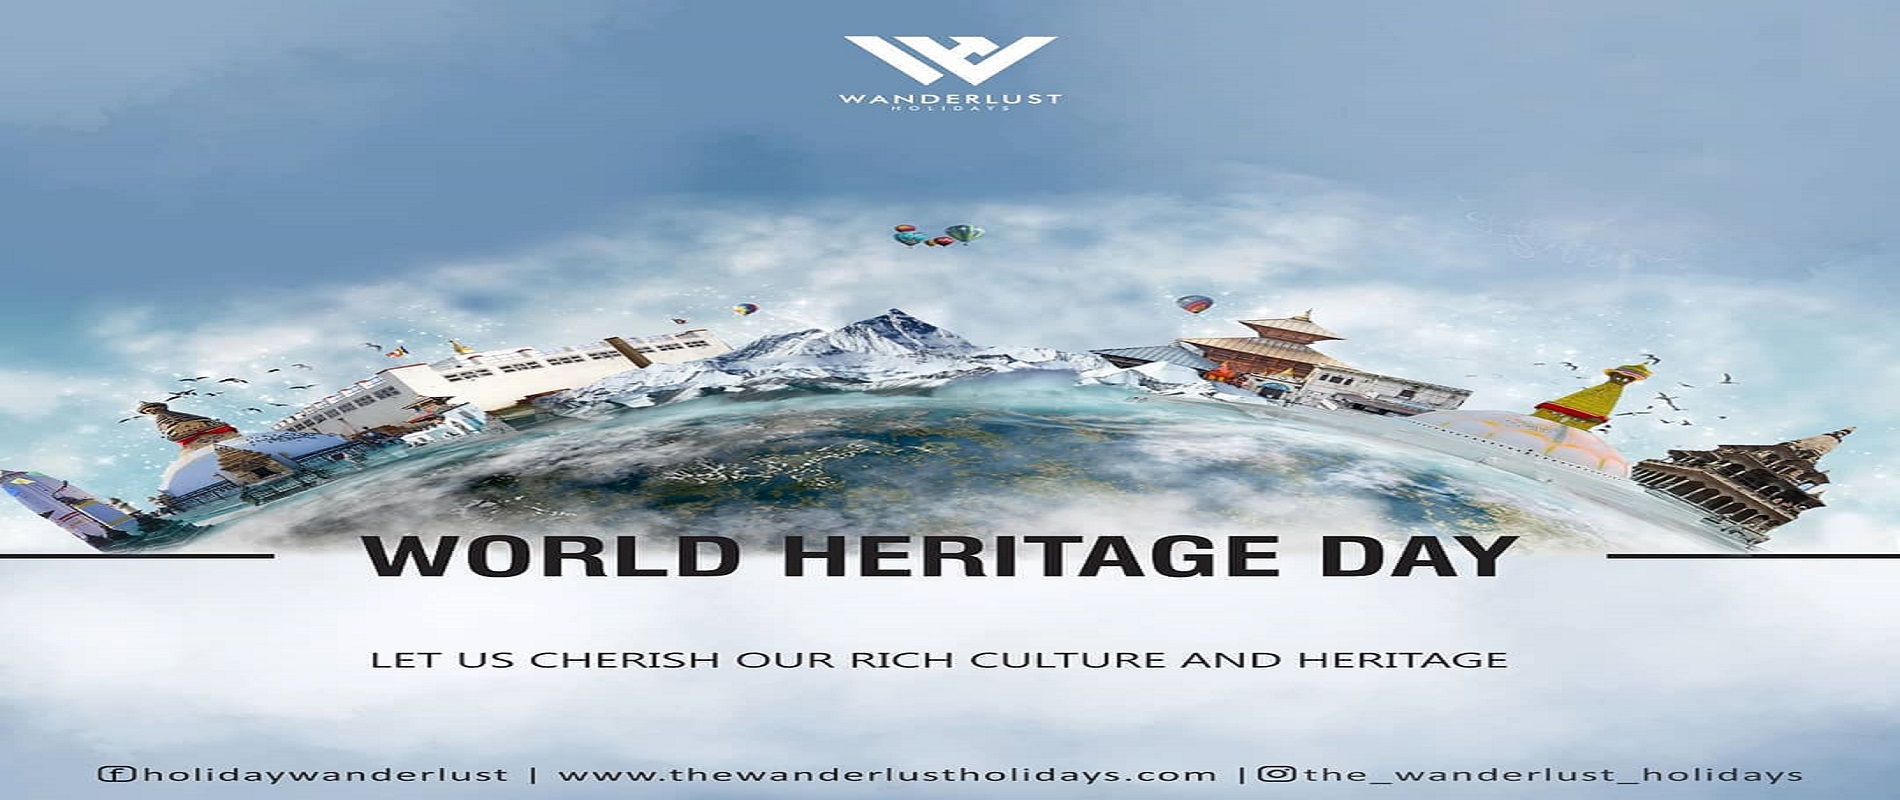 WANDERLUST
HOLIDAYS
WORLD HERITAGE DAY
LET US CHERISH OUR RICH CULTURE AND HERITAGE
holidaywanderlust | www.thewanderlustholidays.com | the_wanderlust_holidays